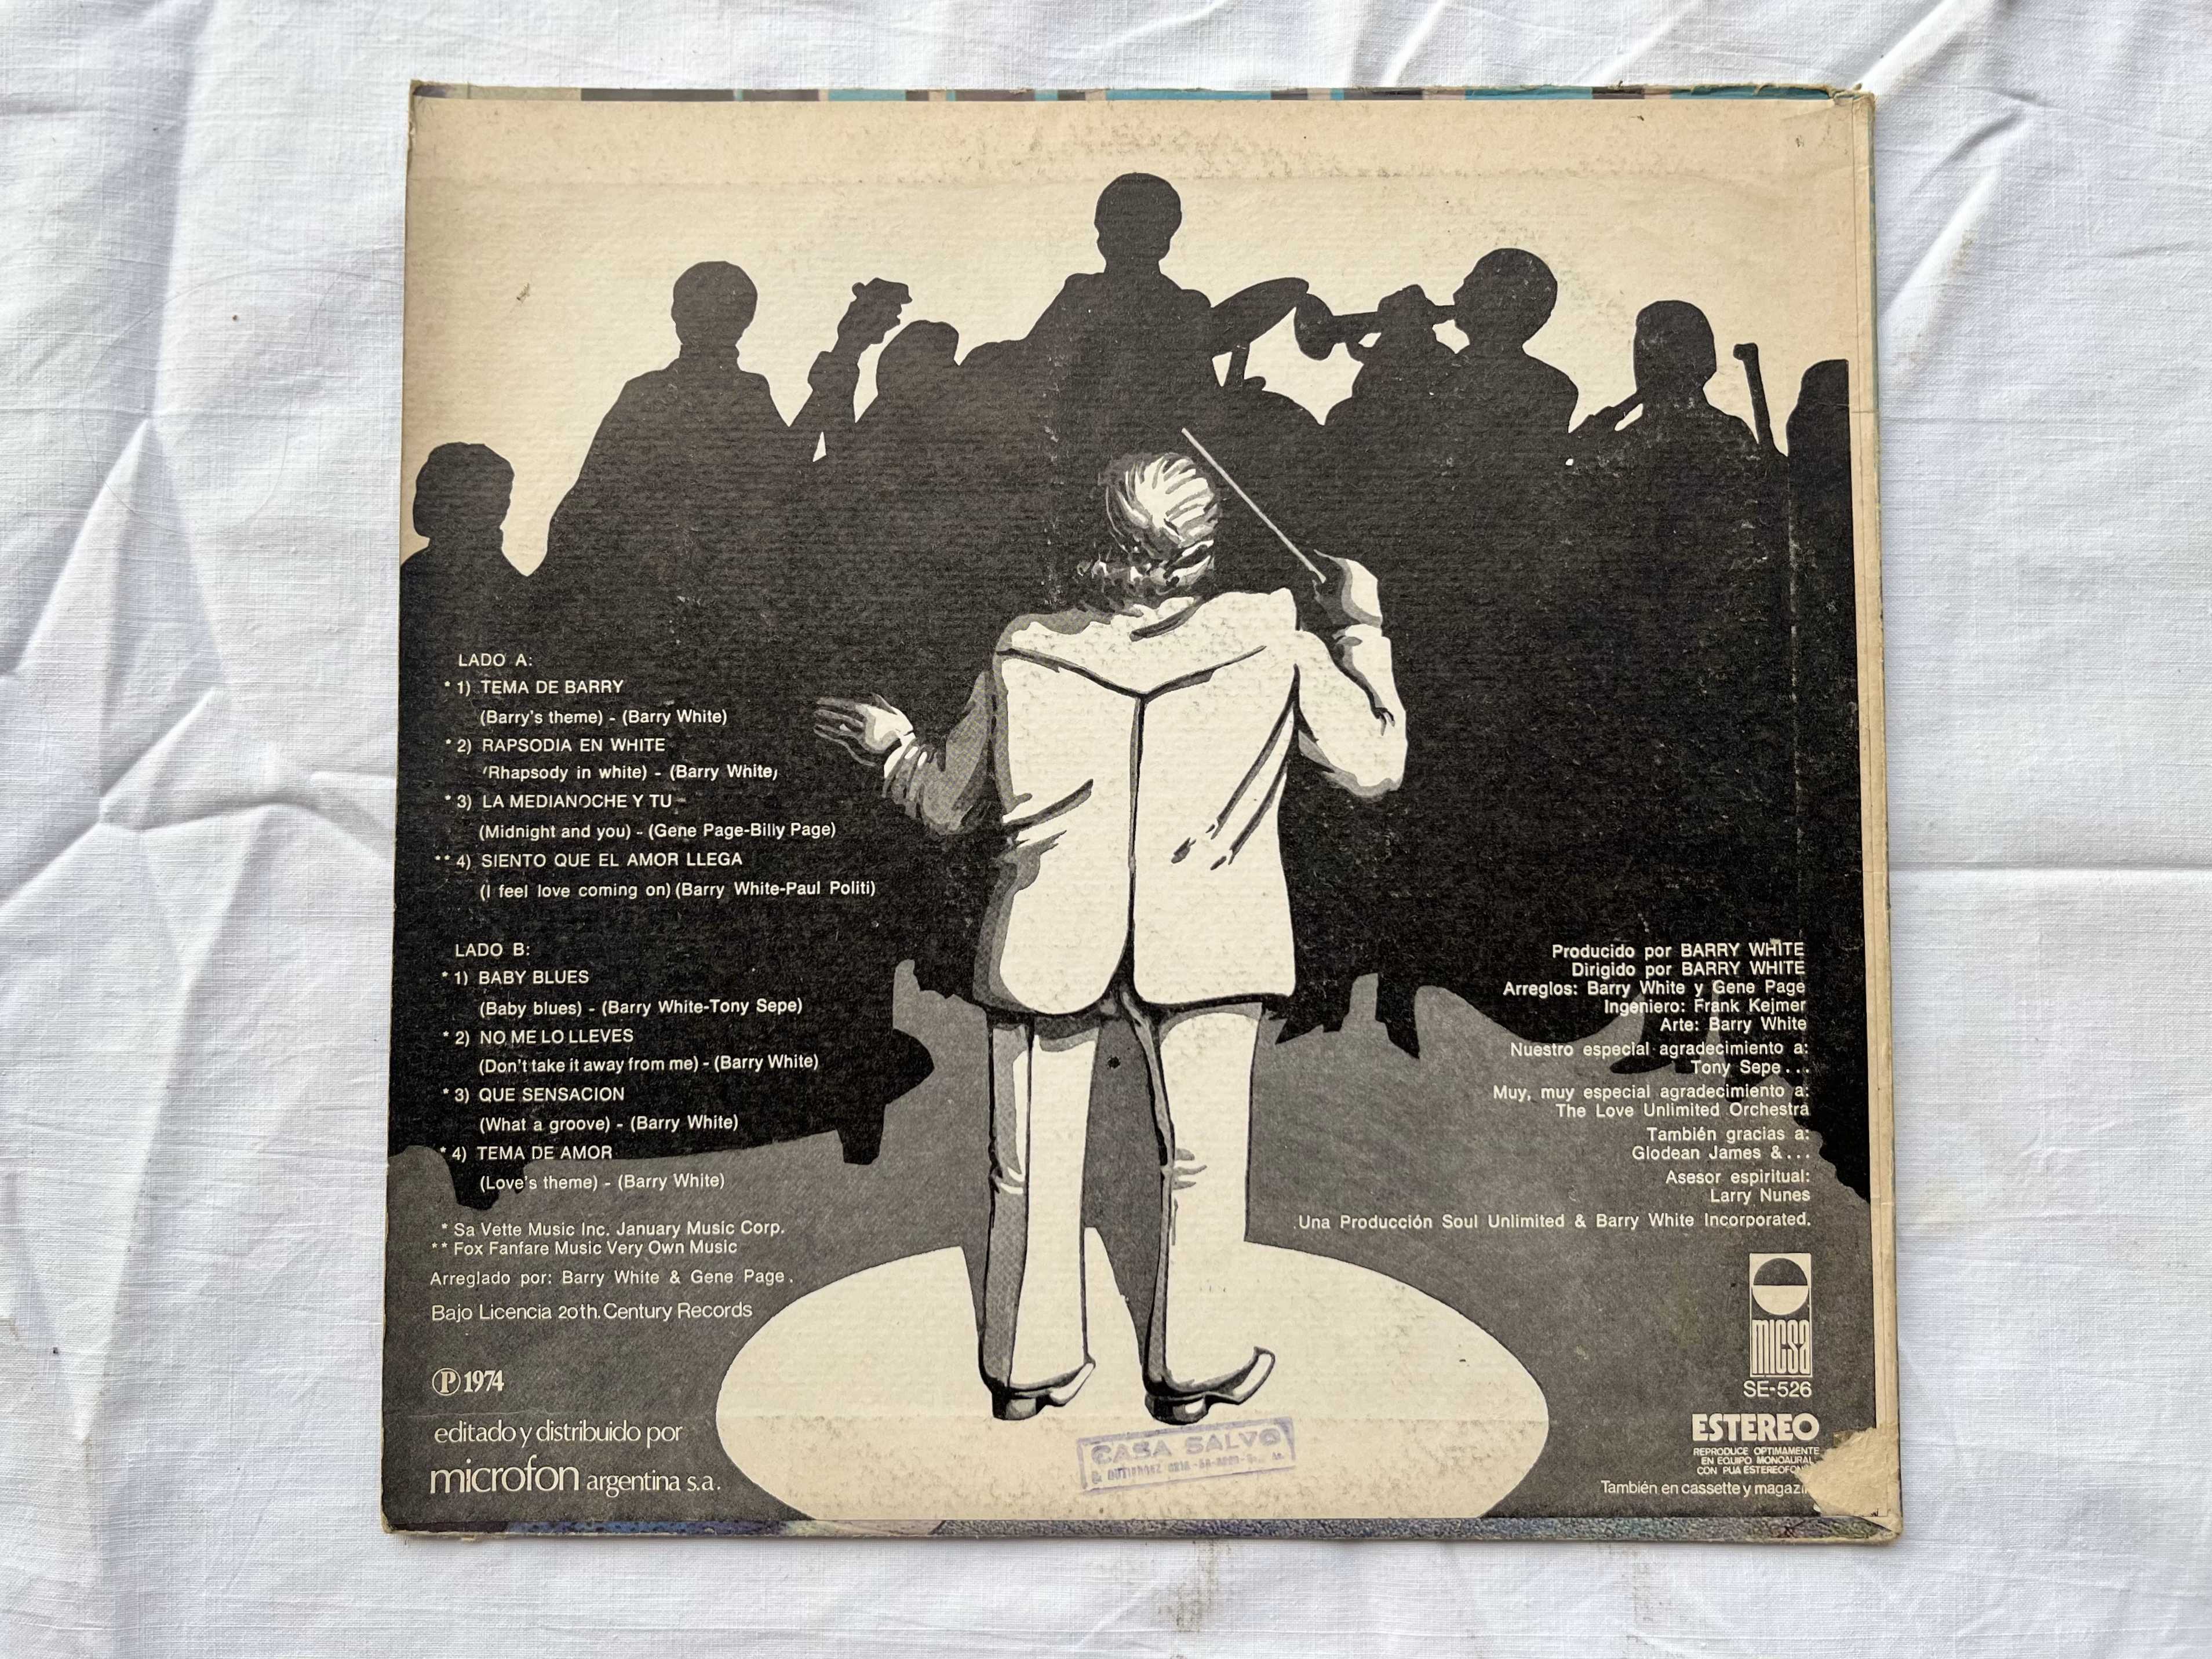 LADO A:
* 1) TEMA DE BARRY
(Barry's theme) - (Barry White)
* 2) RAPSODIA EN WHITE
'Rhapsody in white) - (Barry White)
* 3) LA MEDIANOCHE Y TU -
(Midnight and you) - (Gene Page-Billy Page)
** 4) SIENTO QUE EL AMOR LLEGA
(I feel love coming on) (Barry White-Paul Politi)
LADO B:
* 1) BABY BLUES
(Baby blues) - (Barry White-Tony Sepe)
* 2) NO ME LO LLEVES
(Don't take it away from me) - (Barry White)
* 3) QUE SENSACION
(What a groove) - (Barry White)
* 4) TEMA DE AMOR
(Love's theme) - (Barry White)
* Sa Vette Music Inc. January Music Corp.
** Fox Fanfare Music Very Own Music
Arreglado por: Barry White & Gene Page.
Bajo Licencia 20th. Century Records
℗ 1974
editado y distribuido por
microfon argentina s.a.
Producido por BARRY WHITE
Dirigido por BARRY WHITE
Arreglos: Barry White y Gene Page
Ingeniero: Frank Kejmer
Arte: Barry White
Nuestro especial agradecimiento a:
Tony Sepe...
Muy, muy especial agradecimiento a:
The Love Unlimited Orchestra
También gracias a:
Glodean James &...
Asesor espiritual:
Larry Nunes
Una Producción Soul Unlimited & Barry White Incorporated.
micsa
SE-526
ESTEREO
REPRODUCE OPTIMAMENTE
EN EQUIPO MONOAURAL
CON PUA ESTEREOFON
También en cassette y magazi
CASA SALVO